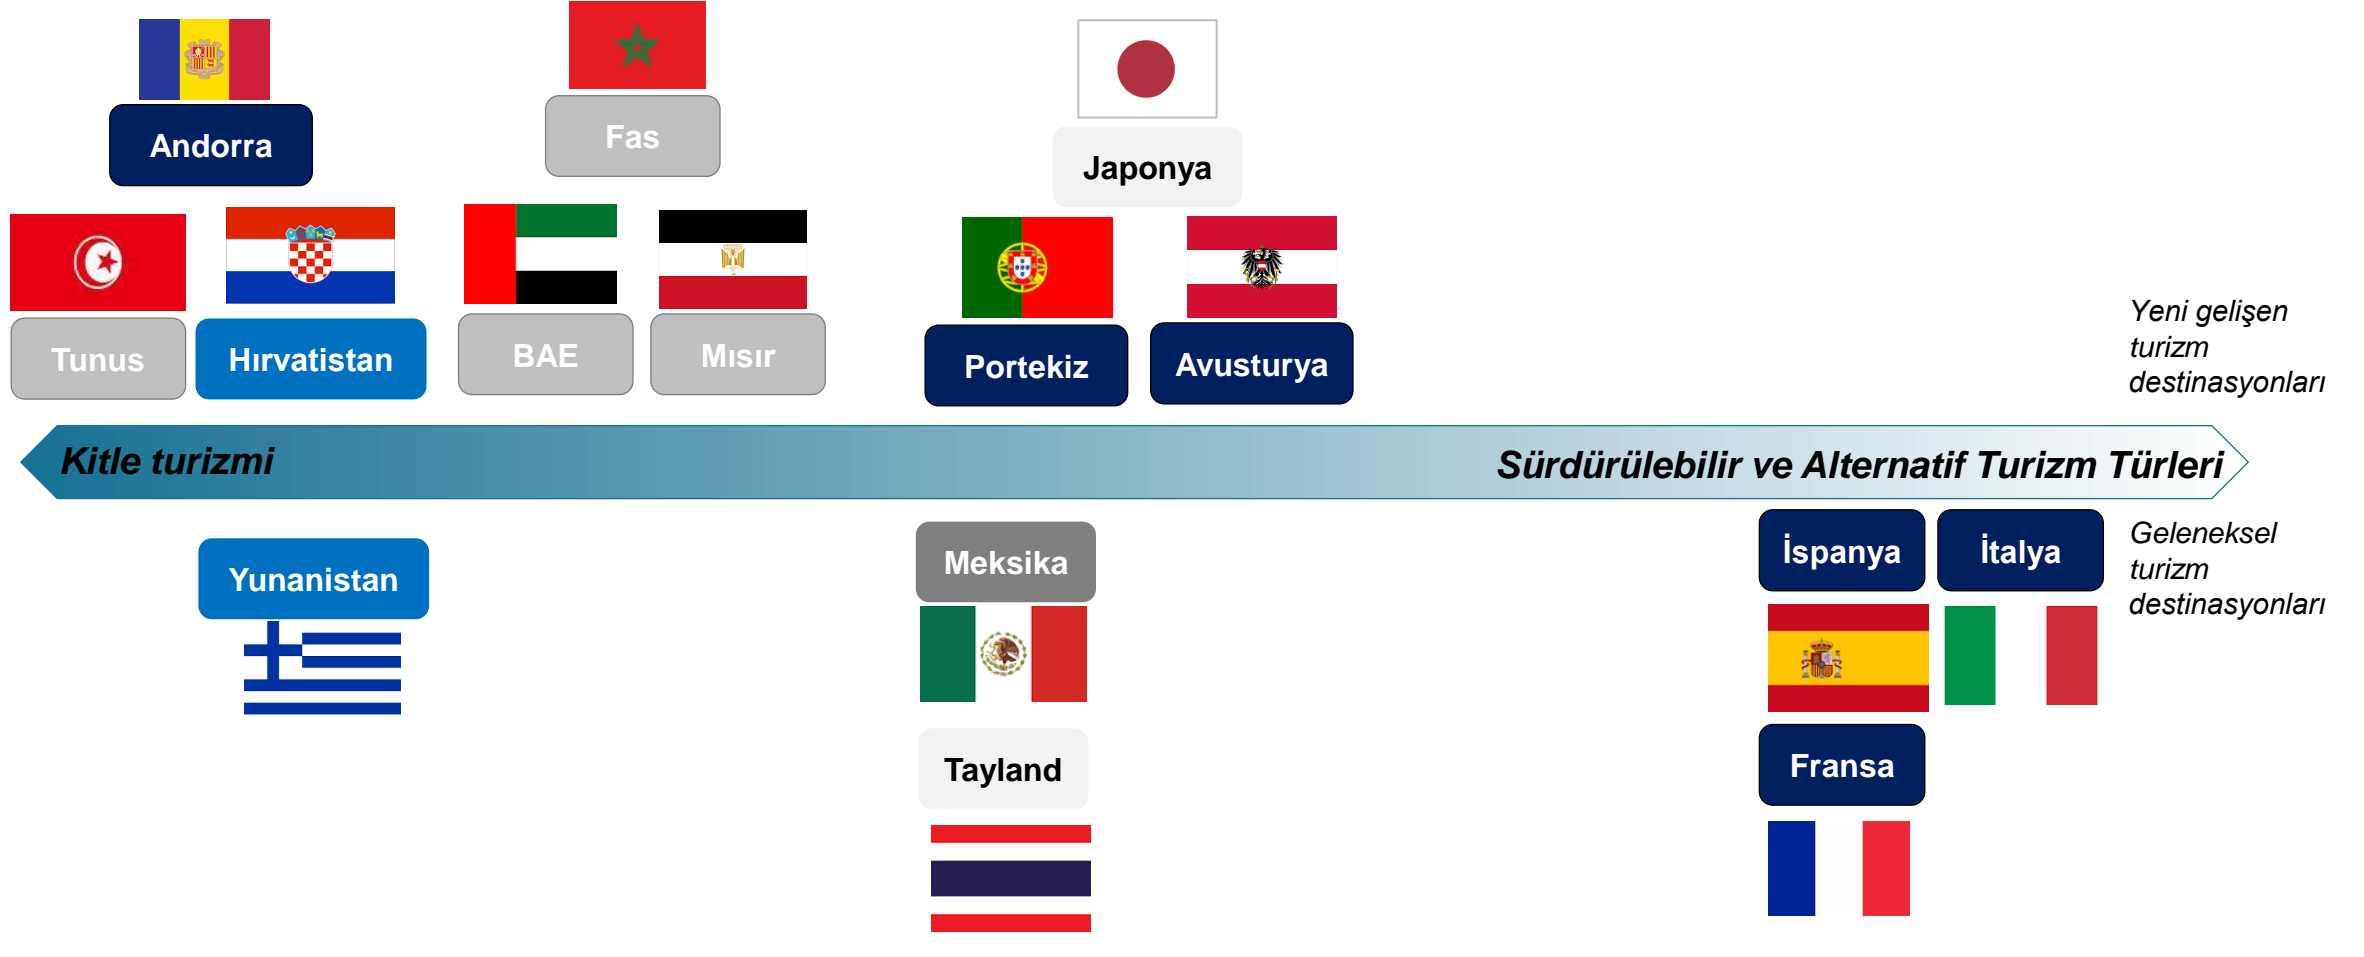 Andorra
Fas
Japonya
Tunus
Hırvatistan
BAE
Mısır
Portekiz
Avusturya
Yeni gelişen
turizm
destinasyonları
Kitle turizmi
Sürdürülebilir ve Alternatif Turizm Türleri
Yunanistan
Meksika
İspanya
İtalya
Geleneksel
turizm
destinasyonları
Tayland
Fransa